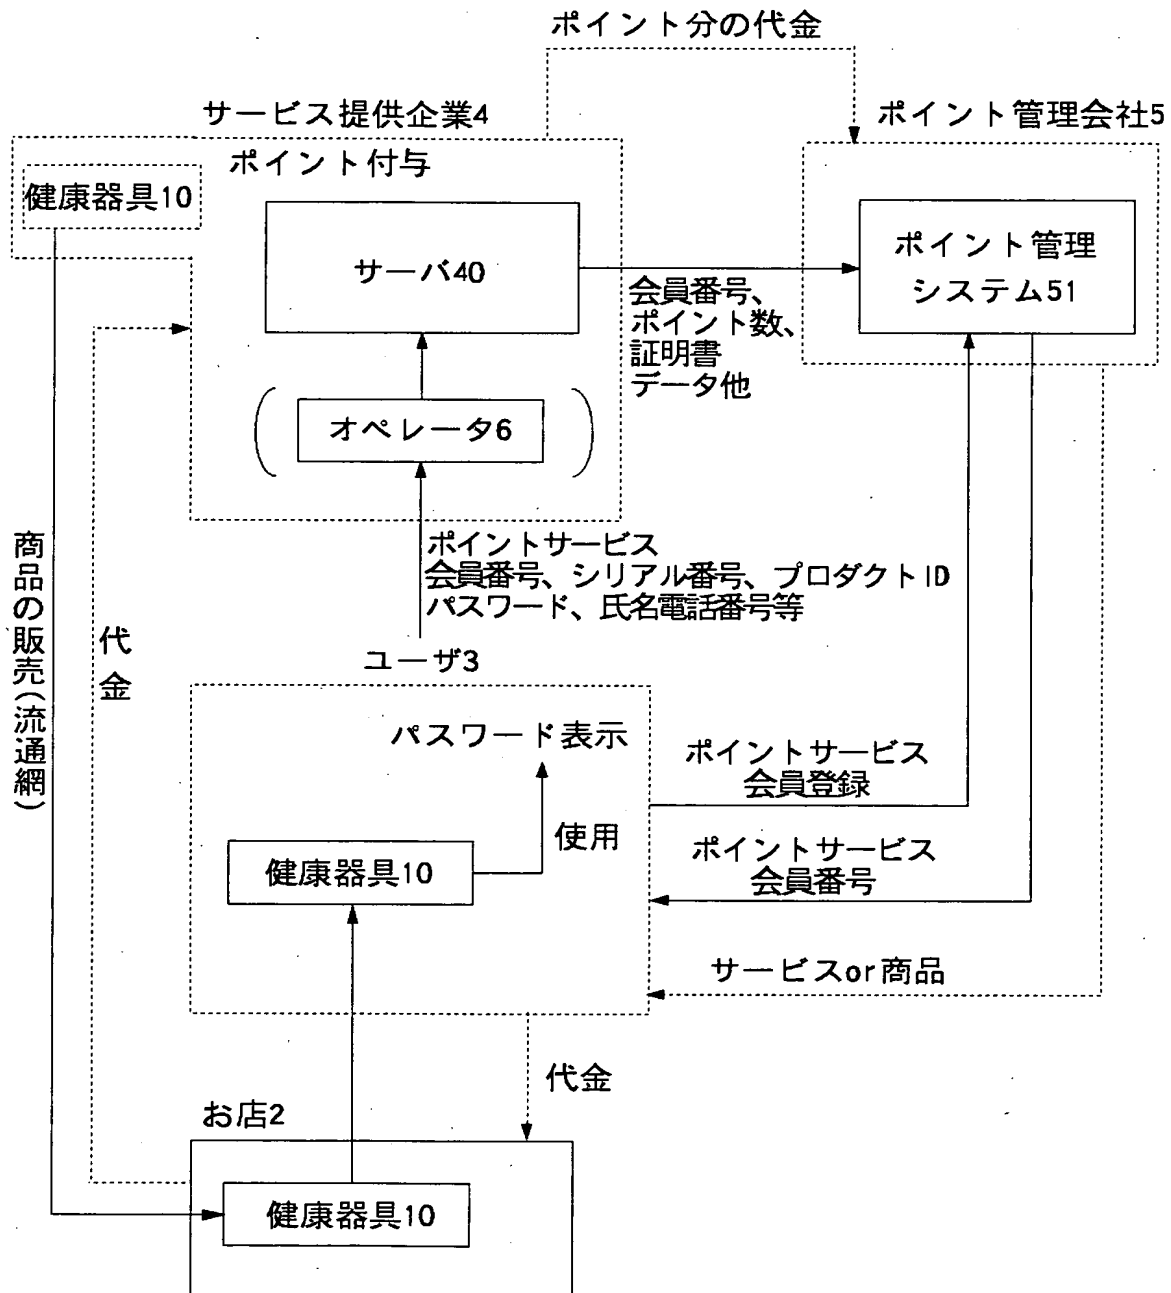 ポイント分の代金
サービス提供企業4
ポイント管理会社5
ポイント付与
健康器具10
サーバ40
ポイント管理
システム51
会員番号、
ポイント数、
証明書
データ他
オペレータ6
ポイントサービス
会員番号、シリアル番号、プロダクトID
パスワード、氏名電話番号等
商品の販売(流通網)
代金
ユーザ3
パスワード表示
ポイントサービス
会員登録
使用
健康器具10
ポイントサービス
会員番号
サービスor商品
代金
お店2
健康器具10